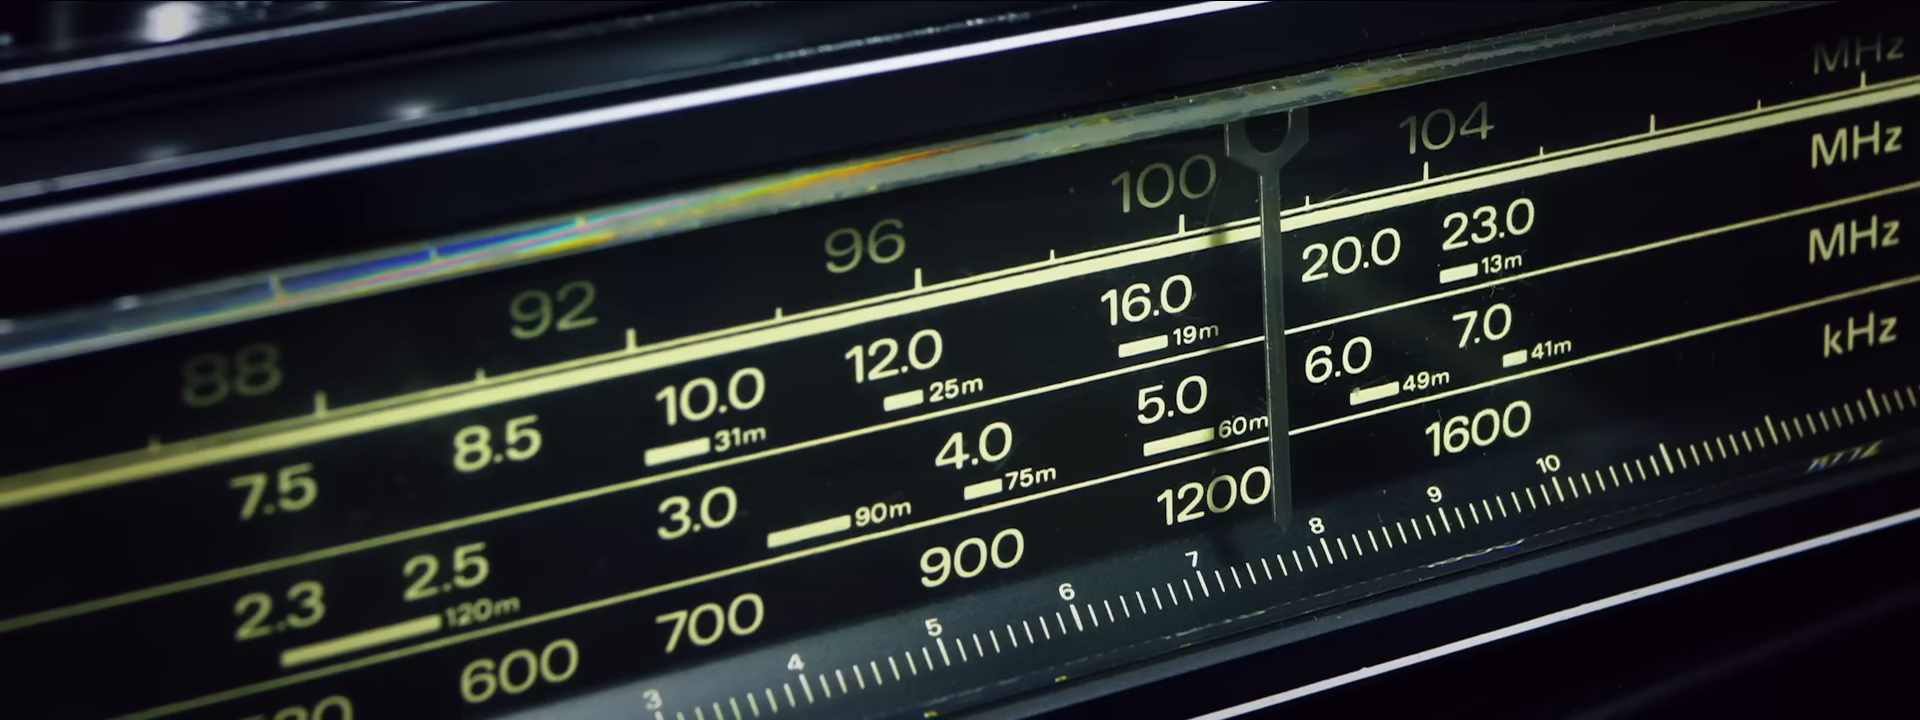 88 92 96 100 104 MHz
7.5 8.5 10.0 12.0 16.0 20.0 23.0 MHz
31m 25m 19m 13m
2.3 2.5 3.0 4.0 5.0 6.0 7.0 MHz
120m 90m 75m 60m 49m 41m
600 700 900 1200 1600 kHz
3 4 5 6 7 8 9 10